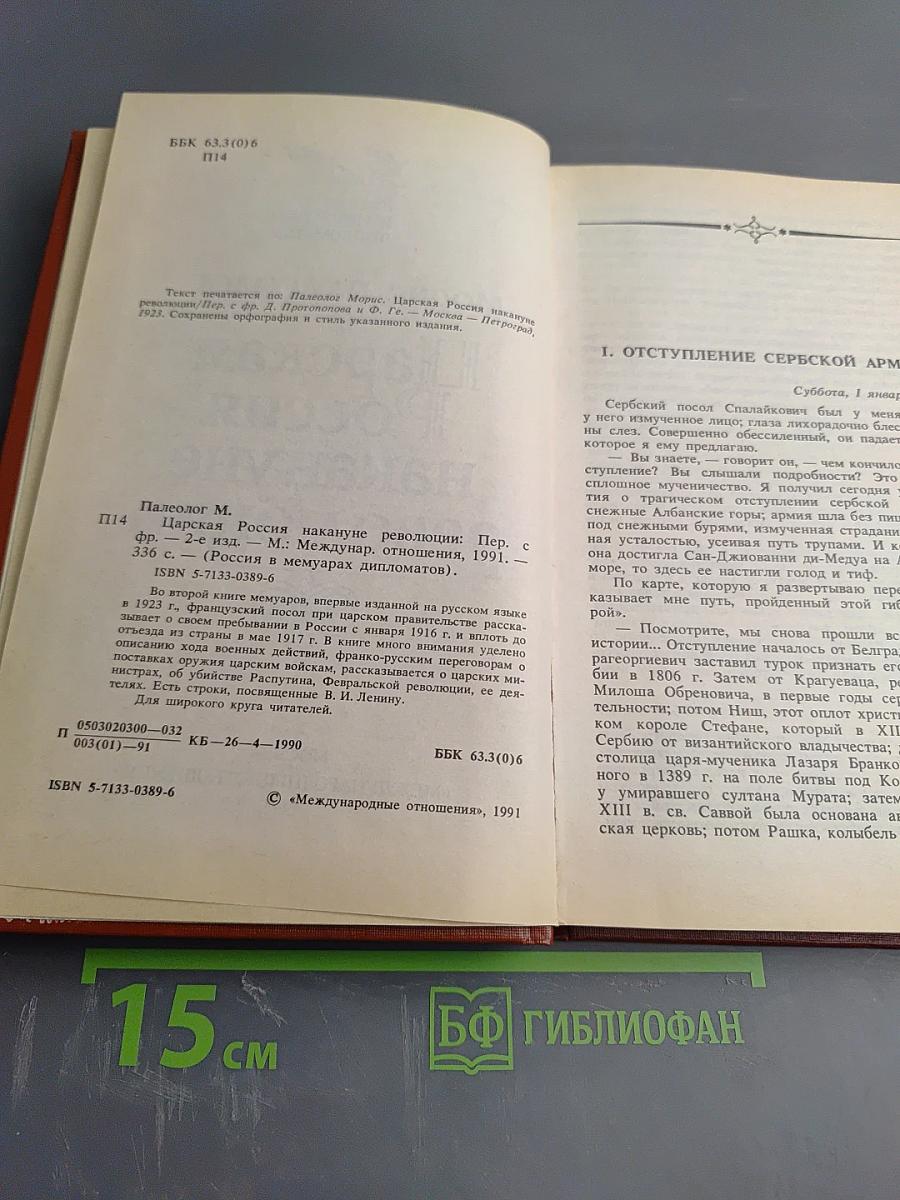 ББК 63.3(0)6
П14
Текст печатается по: Палеолог Морис. Царская Россия накануне
революции/Пер. с фр. Д. Протопопова и Ф. Ге. — Москва — Петроград,
1923. Сохранены орфография и стиль указанного издания.
Палеолог М.
П14 Царская Россия накануне революции: Пер. с
фр. — 2-е изд. — М.: Междунар. отношения, 1991. —
336 с. — (Россия в мемуарах дипломатов).
ISBN 5-7133-0389-6
Во второй книге мемуаров, впервые изданной на русском языке
в 1923 г., французский посол при царском правительстве расска-
зывает о своем пребывании в России с января 1916 г. и вплоть до
отъезда из страны в мае 1917 г. В книге много внимания уделено
описанию хода военных действий, франко-русским переговорам о
поставках оружия царским войскам, рассказывается о царских ми-
нистрах, об убийстве Распутина, Февральской революции, ее дея-
телях. Есть строки, посвященные В. И. Ленину.
Для широкого круга читателей.
П 0503020300—032
003(01)—91 КБ—26—4—1990
ББК 63.3(0)6
ISBN 5-7133-0389-6
© «Международные отношения», 1991
I. ОТСТУПЛЕНИЕ СЕРБСКОЙ АРМ
Суббота, 1 январ
Сербский посол Спалайкович был у меня
у него измученное лицо; глаза лихорадочно блес
ны слез. Совершенно обессиленный, он падает
которое я ему предлагаю.
— Вы знаете, — говорит он, — чем кончилос
ступление? Вы слышали подробности? Это
сплошное мученичество. Я получил сегодня у
тия о трагическом отступлении сербской
снежные Албанские горы; армия шла без пищ
под снежными бурями, измученная страдани
ная усталостью, усеивая путь трупами. И ко
она достигла Сан-Джиованни ди-Медуа на А
море, то здесь ее настигли голод и тиф.
По карте, которую я развертываю пере
казывает мне путь, пройденный этой гиб
рой».
— Посмотрите, мы снова прошли вс
истории... Отступление началось от Белгра
рагеоргиевич заставил турок признать ег
бии в 1806 г. Затем от Крагуеваца, ре
Милоша Обреновича, в первые годы сер
тельности; потом Ниш, этот оплот христи
ком короле Стефане, который в XII
Сербию от византийского владычества;
столица царя-мученика Лазаря Бранко
ного в 1389 г. на поле битвы под Ко
у умиравшего султана Мурата; затем
XIII в. св. Саввой была основана ав
ская церковь; потом Рашка, колыбель
15 см
БФ ГИБЛИОФАН